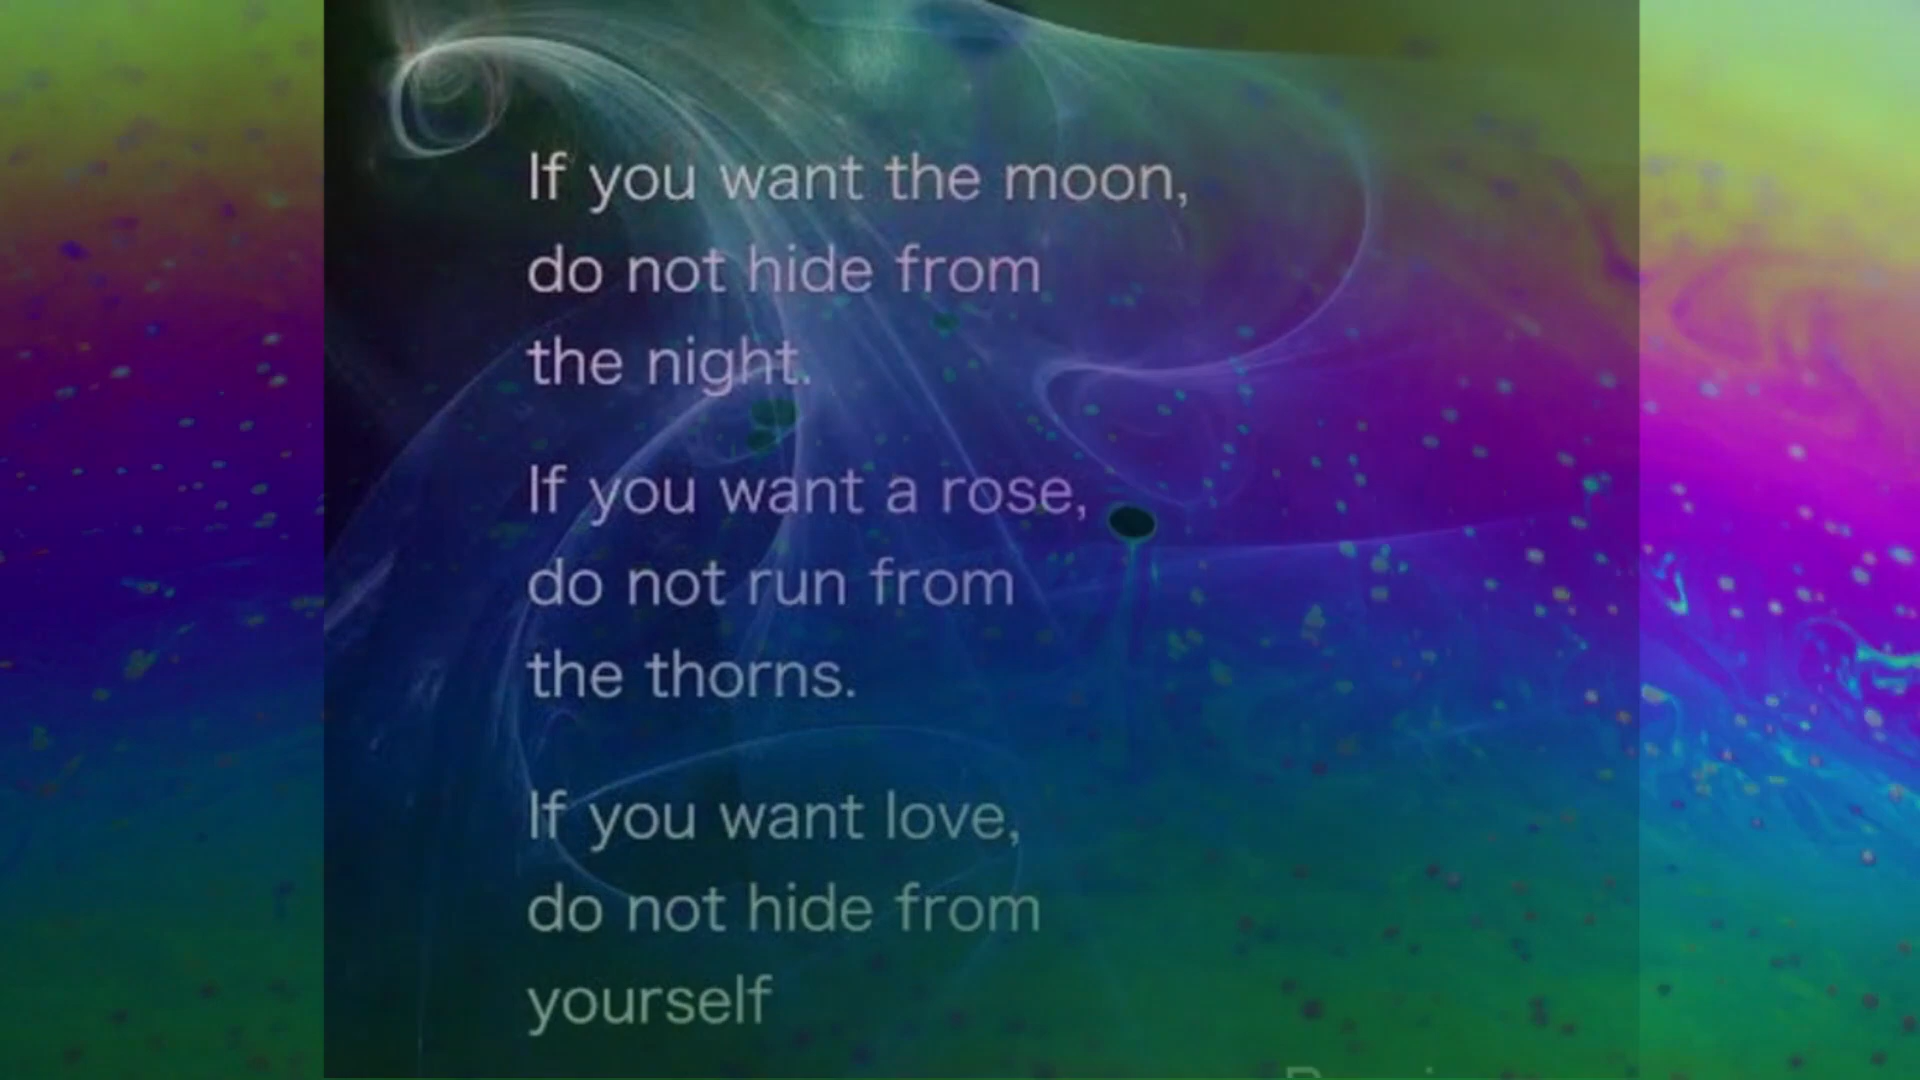 If you want the moon,
do not hide from
the night.
If you want a rose,
do not run from
the thorns.
If you want love,
do not hide from
yourself